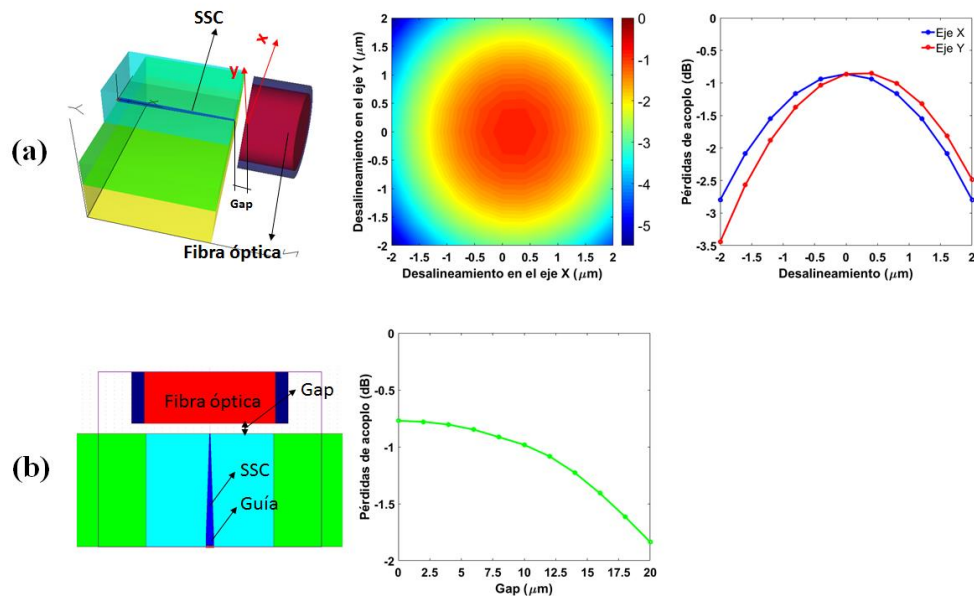 (a)
SSC
x
y
Gap
Fibra óptica
Desalineamiento en el eje Y (μm)
2
1.5
1
0.5
0
-0.5
-1
-1.5
-2
-2 -1.5 -1 -0.5 0 0.5 1 1.5 2
Desalineamiento en el eje X (μm)
0
-1
-2
-3
-4
-5
Pérdidas de acoplo (dB)
0
-0.5
-1
-1.5
-2
-2.5
-3
-3.5
Eje X
Eje Y
-2 -1.5 -1 -0.5 0 0.5 1 1.5 2
Desalineamiento (μm)
(b)
Fibra óptica
Gap
SSC
Guía
Pérdidas de acoplo (dB)
0
-0.5
-1
-1.5
-2
0 2.5 5 7.5 10 12.5 15 17.5 20
Gap (μm)